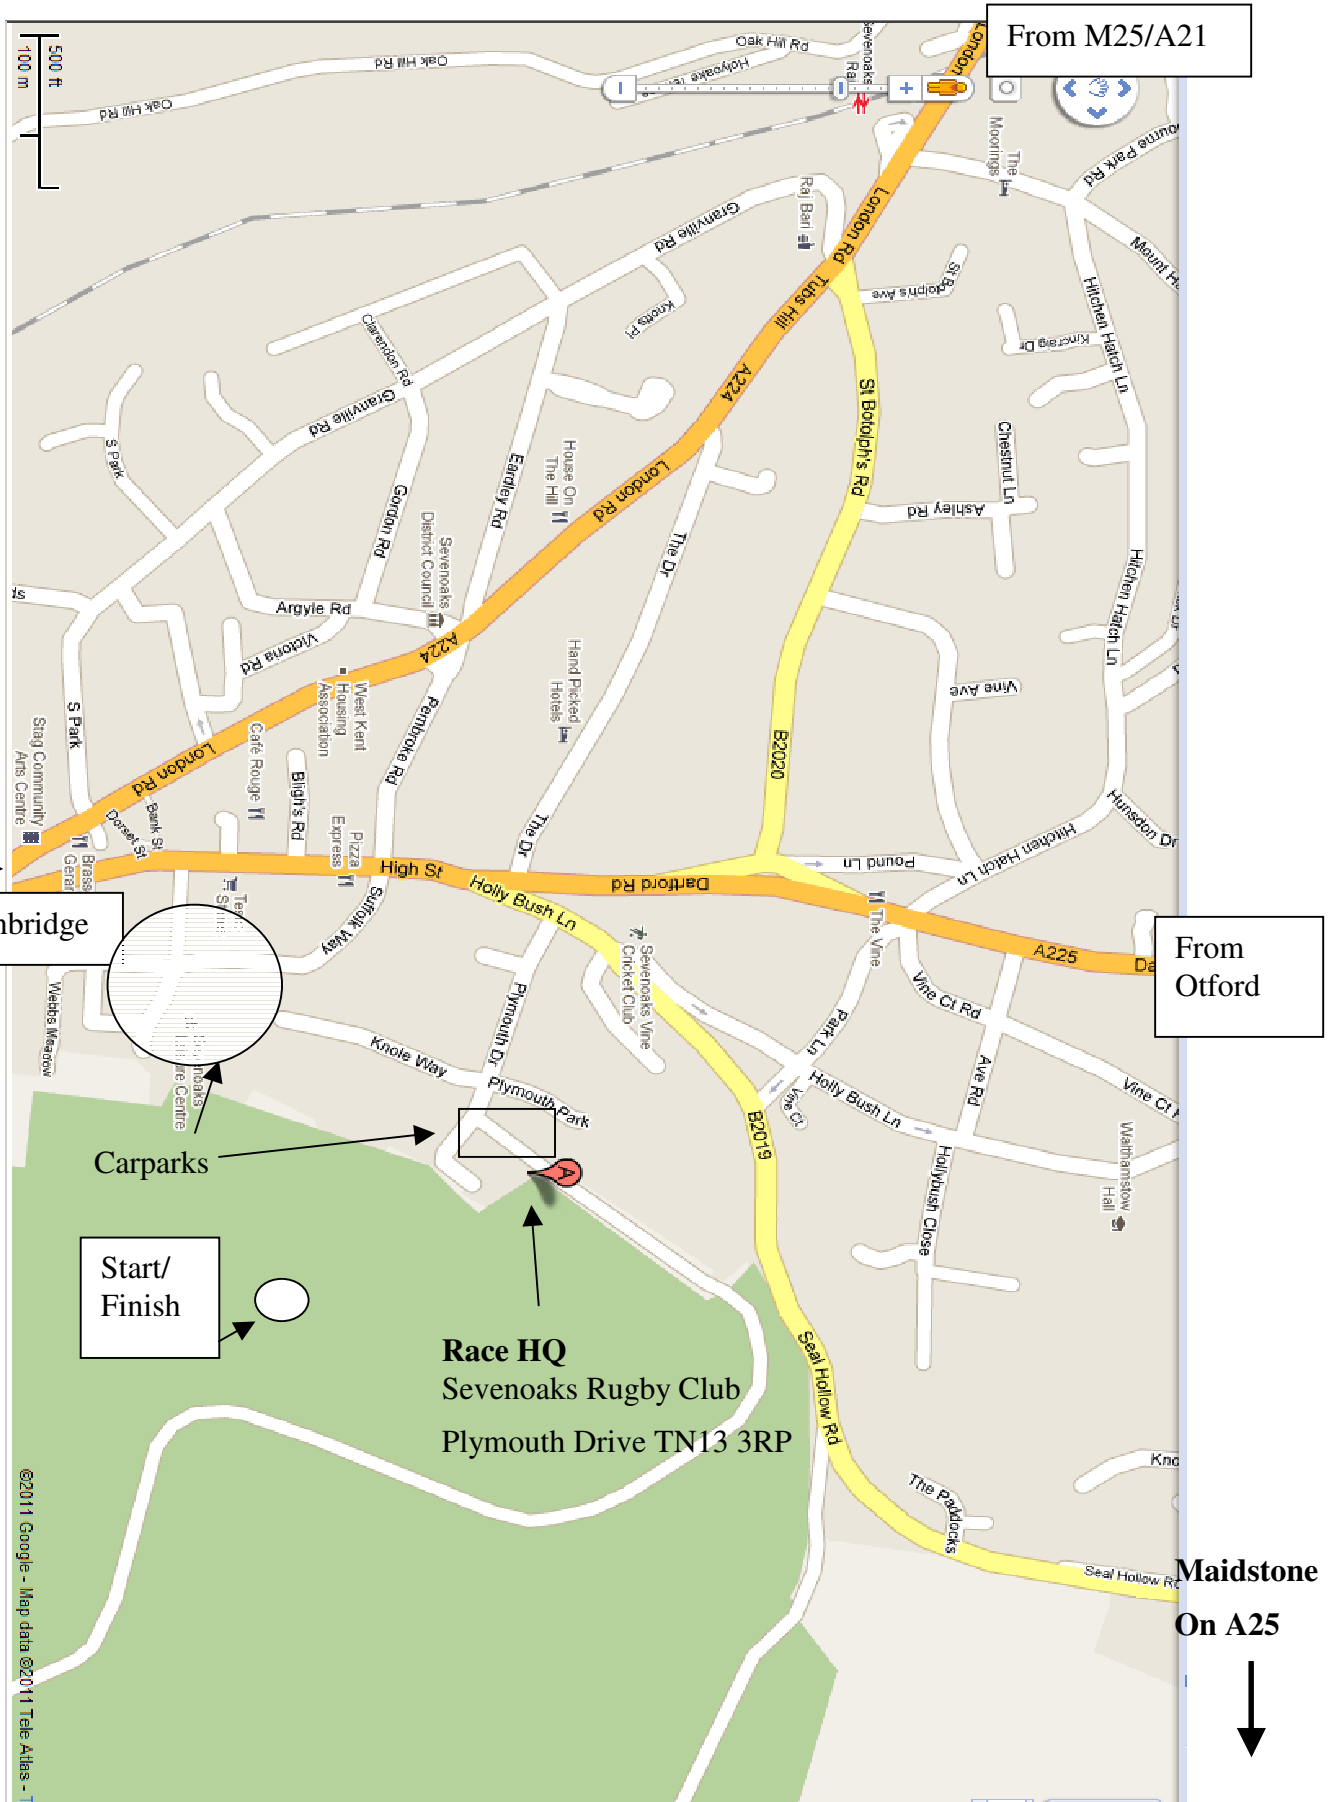 From M25/A21
500 ft
100 m
Oak Hill Rd
Oak Hill Rd
Oak Hill Rd
Sevenoaks
London
The
Moorings
London Rd
Raj Bari
Granville Rd
Tubs Hill
St Botolph's Ave
Mount
Hitchen Hatch Ln
Kincraig Dr
Knotts Pl
Clarendon Rd
Granville Rd
A224
St Botolph's Rd
S Park
House On
The Hill
Eardley Rd
London Rd
Chestnut Ln
Ashley Rd
Gordon Rd
Sevenoaks
District Council
The Dr
Hitchen Hatch Ln
Argyle Rd
Victoria Rd
A224
Hand Picked
Hotels
Vine Ave
S Park
West Kent
Housing
Association
Pembroke Rd
B2020
Stag Community
Arts Centre
London Rd
Café Rouge
Bligh's Rd
Bank St
Dorset St
Pizza
Express
The Dr
Hunsdon Dr
Hitchen Hatch Ln
Pound Ln
High St
Holly Bush Ln
Dartford Rd
The Vine
Suffolk Way
A225
From
Otford
Sevenoaks Vine
Cricket Club
Vine Ct Rd
Webbs Meadow
Plymouth Dr
Park Ln
Knole Way
Plymouth Park
Holly Bush Ln
Vine Ct
Ave Rd
Vine Ct
B2019
Walthamstow
Hall
Hollybush Close
Carparks
A
Start/
Finish
Race HQ
Sevenoaks Rugby Club
Plymouth Drive TN13 3RP
Seal Hollow Rd
The Paddocks
Seal Hollow Rd
Maidstone
On A25
©2011 Google - Map data ©2011 Tele Atlas -